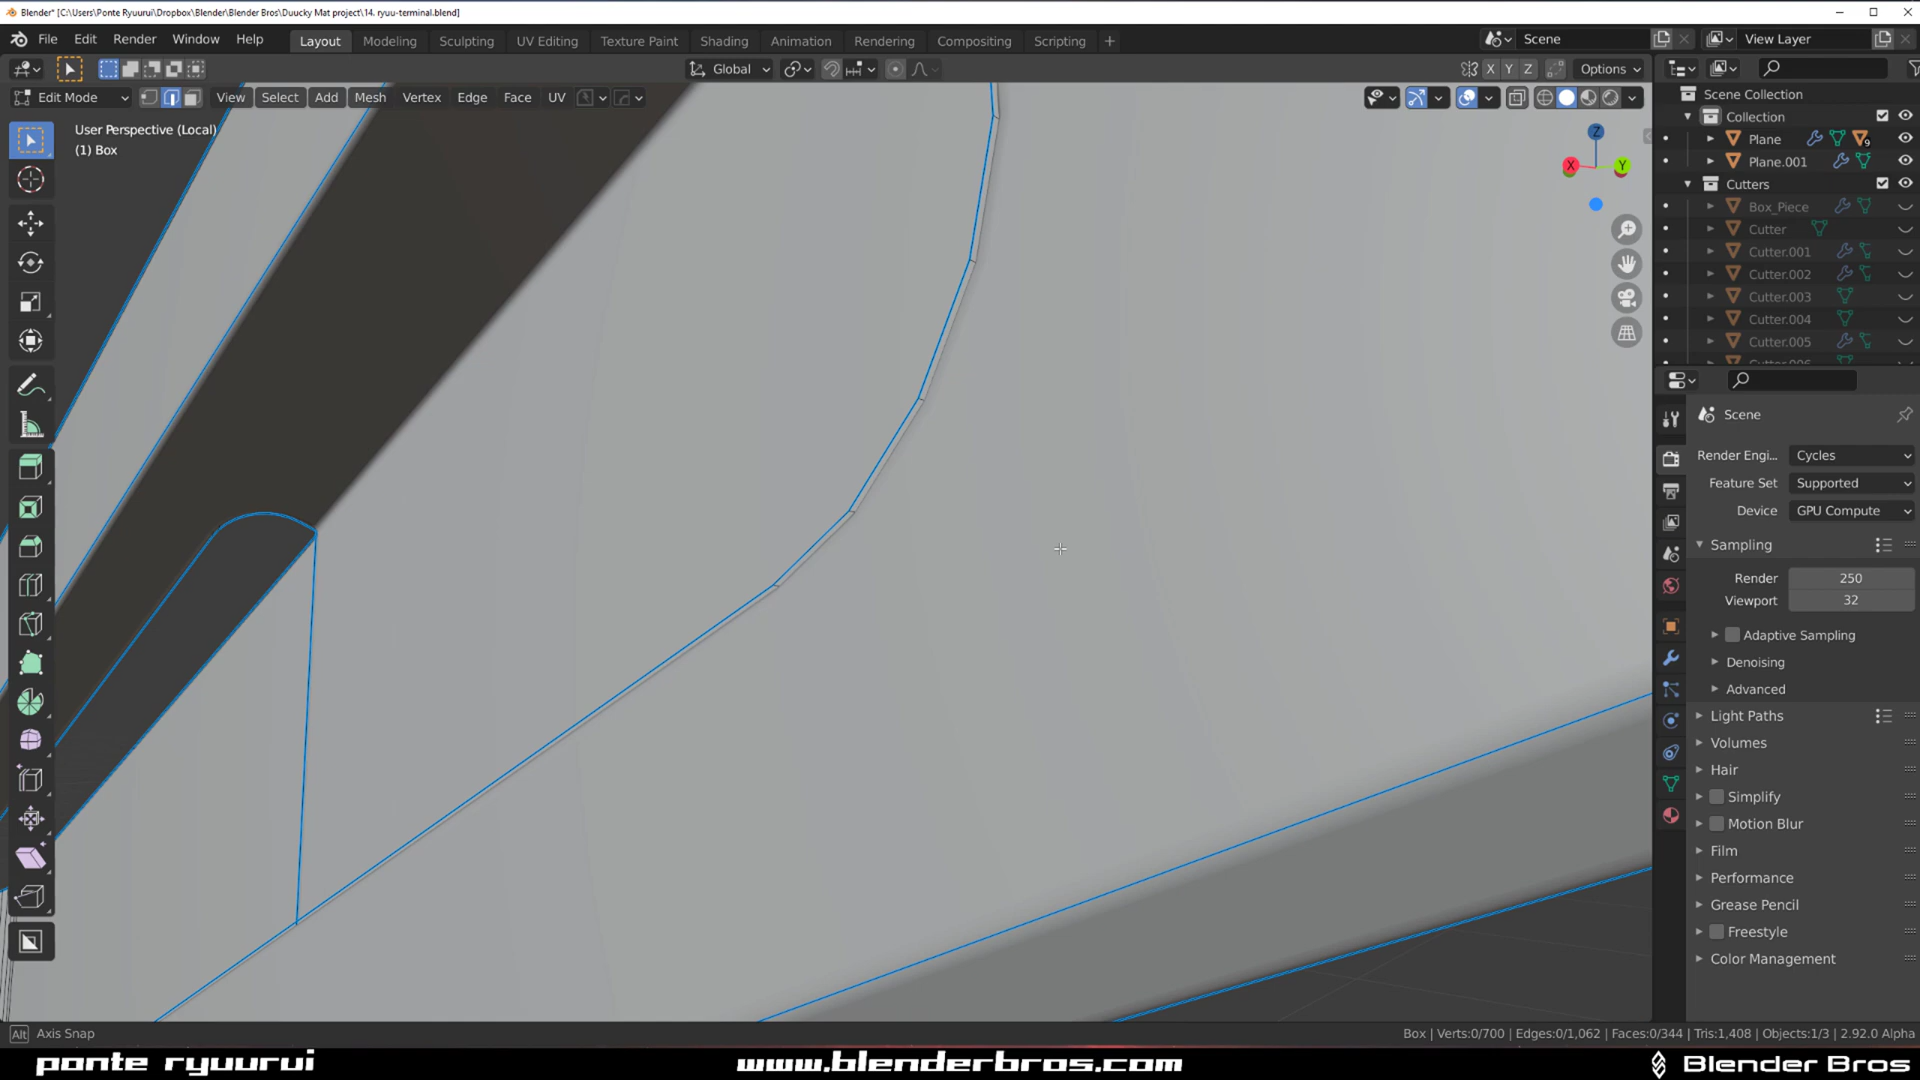 Blender* [C:\Users\Ponte Ryuurui\Dropbox\Blender\Blender Bros\Duucky Mat project\14. ryuu-terminal.blend]
File Edit Render Window Help Layout Modeling Sculpting UV Editing Texture Paint Shading Animation Rendering Compositing Scripting + Scene View Layer
Global X Y Z Options
Edit Mode View Select Add Mesh Vertex Edge Face UV
User Perspective (Local)
(1) Box
Z
X Y
Scene Collection
Collection
Plane 9
Plane.001
Cutters
Box_Piece
Cutter
Cutter.001
Cutter.002
Cutter.003
Cutter.004
Cutter.005
Cutter.006
Scene
Render Engi... Cycles
Feature Set Supported
Device GPU Compute
Sampling
Render 250
Viewport 32
Adaptive Sampling
Denoising
Advanced
Light Paths
Volumes
Hair
Simplify
Motion Blur
Film
Performance
Grease Pencil
Freestyle
Color Management
Alt Axis Snap
Box | Verts:0/700 | Edges:0/1,062 | Faces:0/344 | Tris:1,408 | Objects:1/3 | 2.92.0 Alpha
ponte ryuurui www.blenderbros.com Blender Bros